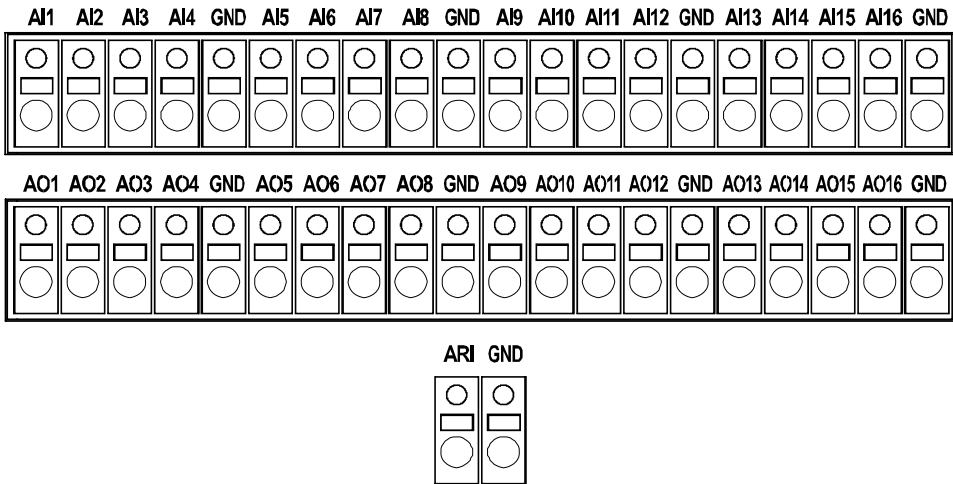 AI1 AI2 AI3 AI4 GND AI5 AI6 AI7 AI8 GND AI9 AI10 AI11 AI12 GND AI13 AI14 AI15 AI16 GND
AO1 AO2 AO3 AO4 GND AO5 AO6 AO7 AO8 GND AO9 AO10 AO11 AO12 GND AO13 AO14 AO15 AO16 GND
ARI GND